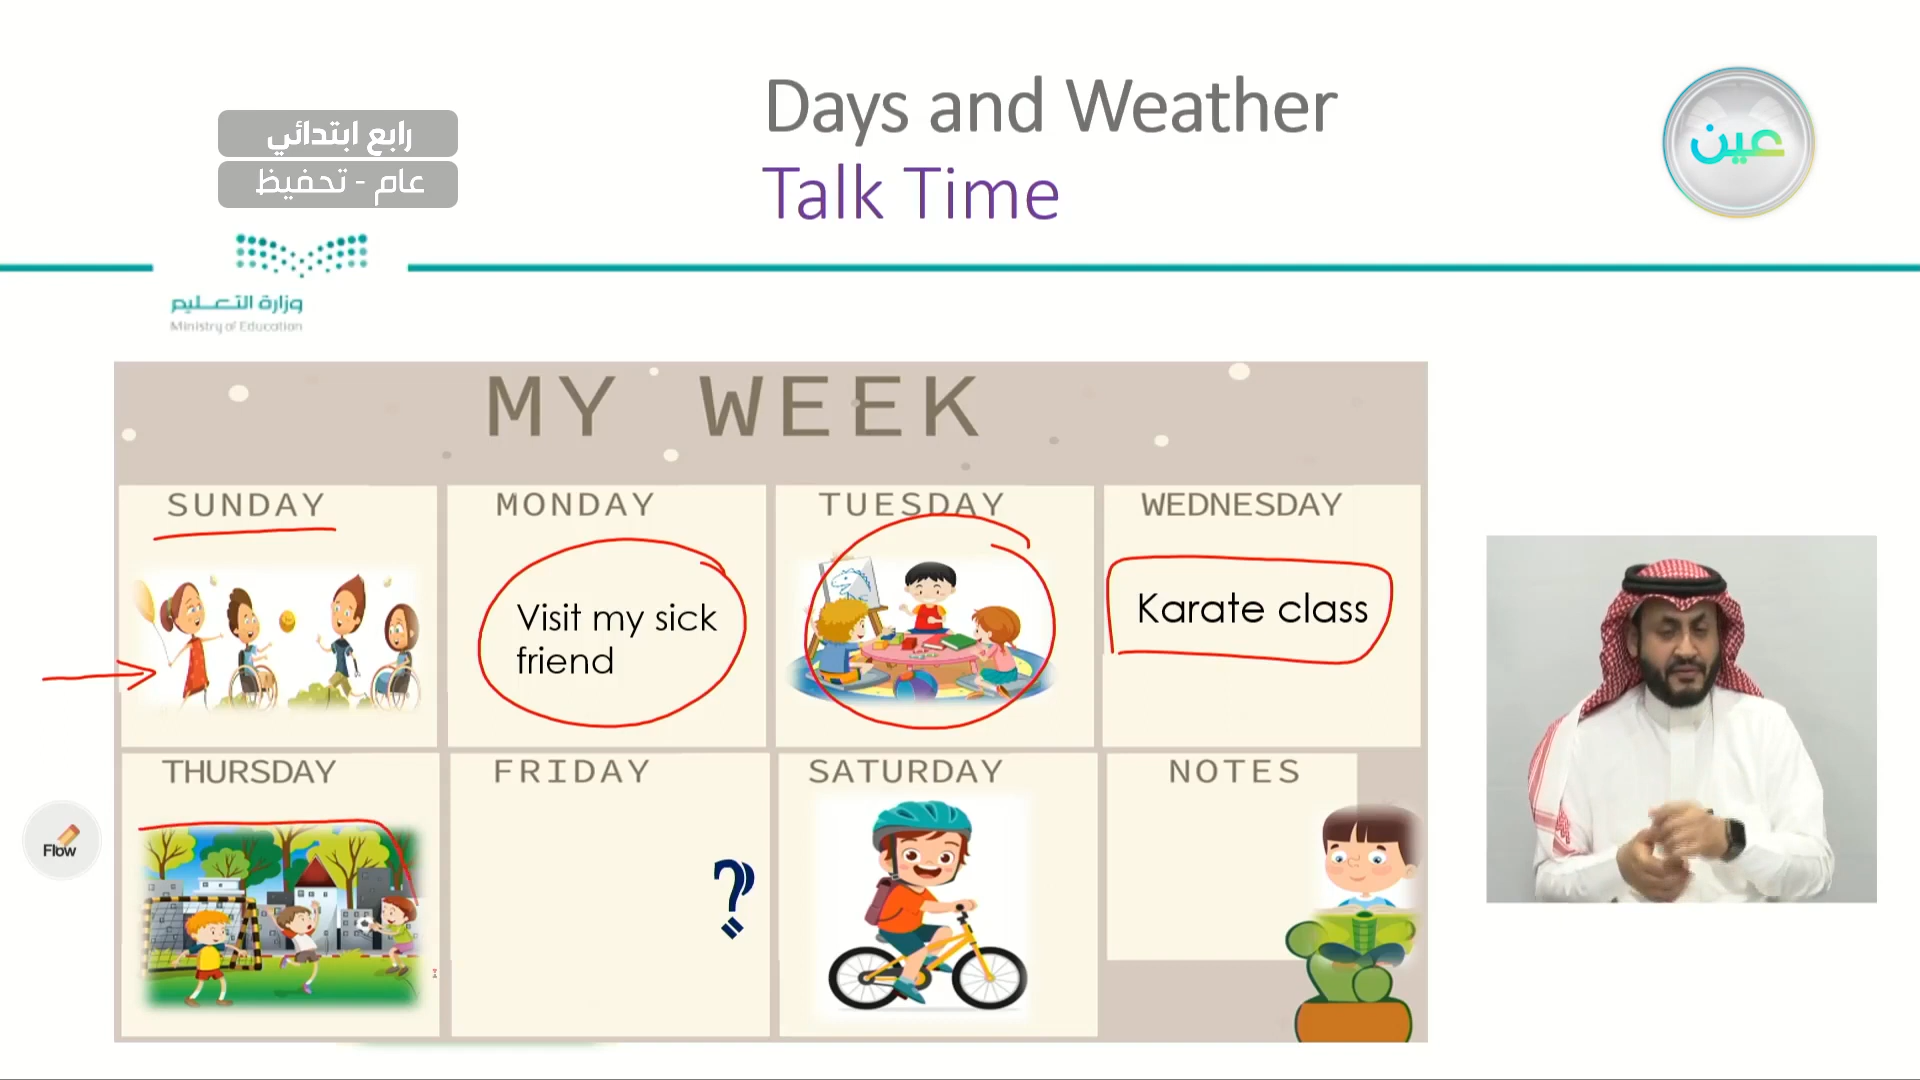 Days and Weather
Talk Time
رابع ابتدائي
عام - تحفيظ
عين
وزارة التعليم
Ministry of Education
MY WEEK
SUNDAY
MONDAY
TUESDAY
WEDNESDAY
Visit my sick
friend
Karate class
THURSDAY
FRIDAY
SATURDAY
NOTES
?
Flow